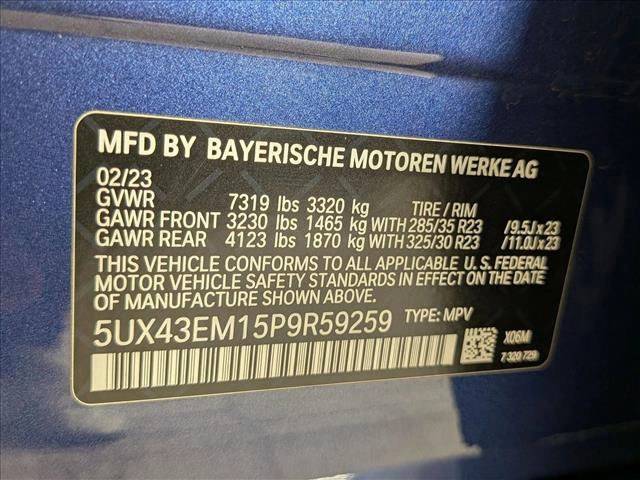 MFD BY BAYERISCHE MOTOREN WERKE AG
02/23
GVWR 7319 lbs 3320 kg TIRE / RIM
GAWR FRONT 3230 lbs 1465 kg WITH 285/35 R23 /9.5J x 23
GAWR REAR 4123 lbs 1870 kg WITH 325/30 R23 /11.0J x 23
THIS VEHICLE CONFORMS TO ALL APPLICABLE U. S. FEDERAL
MOTOR VEHICLE SAFETY STANDARDS IN EFFECT ON THE
DATE OF MANUFACTURE SHOWN ABOVE.
5UX43EM15P9R59259 TYPE: MPV
X06M
7 320 729